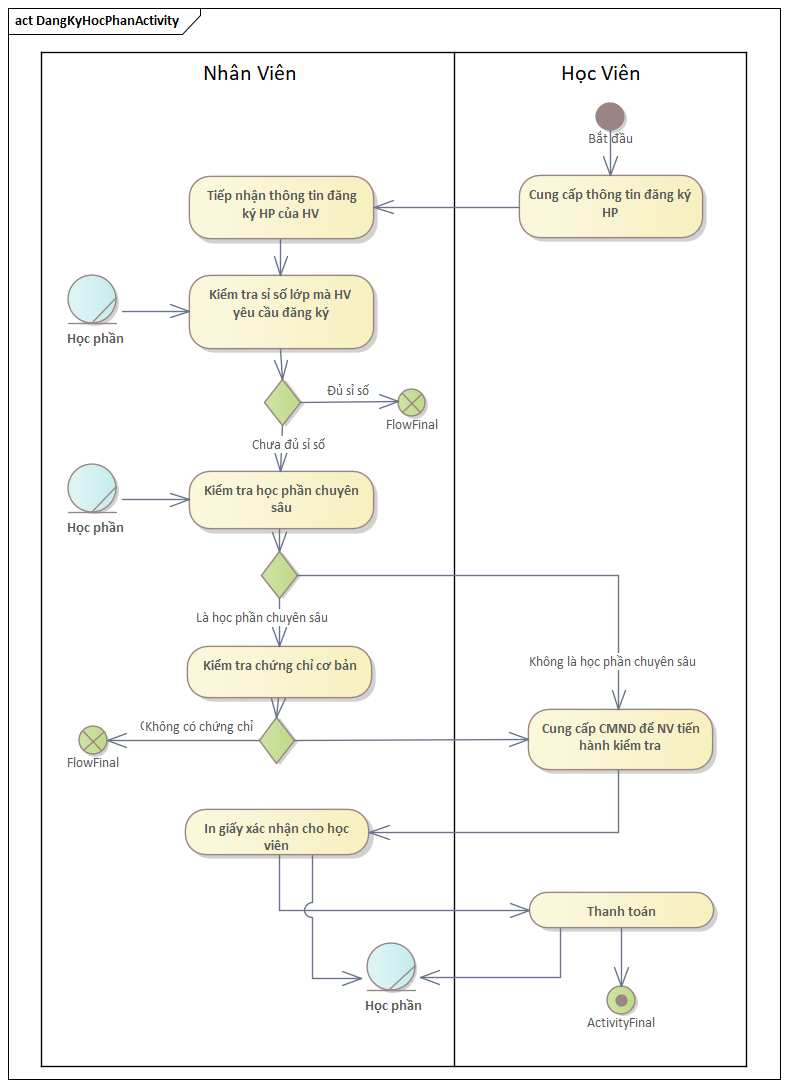 act DangKyHocPhanActivity
Nhân Viên
Học Viên
Bắt đầu
Tiếp nhận thông tin đăng
ký HP của HV
Cung cấp thông tin đăng ký
HP
Kiểm tra sỉ số lớp mà HV
yêu cầu đăng ký
Học phần
Đủ sỉ số
FlowFinal
Chưa đủ sỉ số
Kiểm tra học phần chuyên
sâu
Học phần
Là học phần chuyên sâu
Không là học phần chuyên sâu
Kiểm tra chứng chỉ cơ bản
Không có chứng chỉ
FlowFinal
Cung cấp CMND để NV tiến
hành kiểm tra
In giấy xác nhận cho học
viên
Thanh toán
Học phần
ActivityFinal